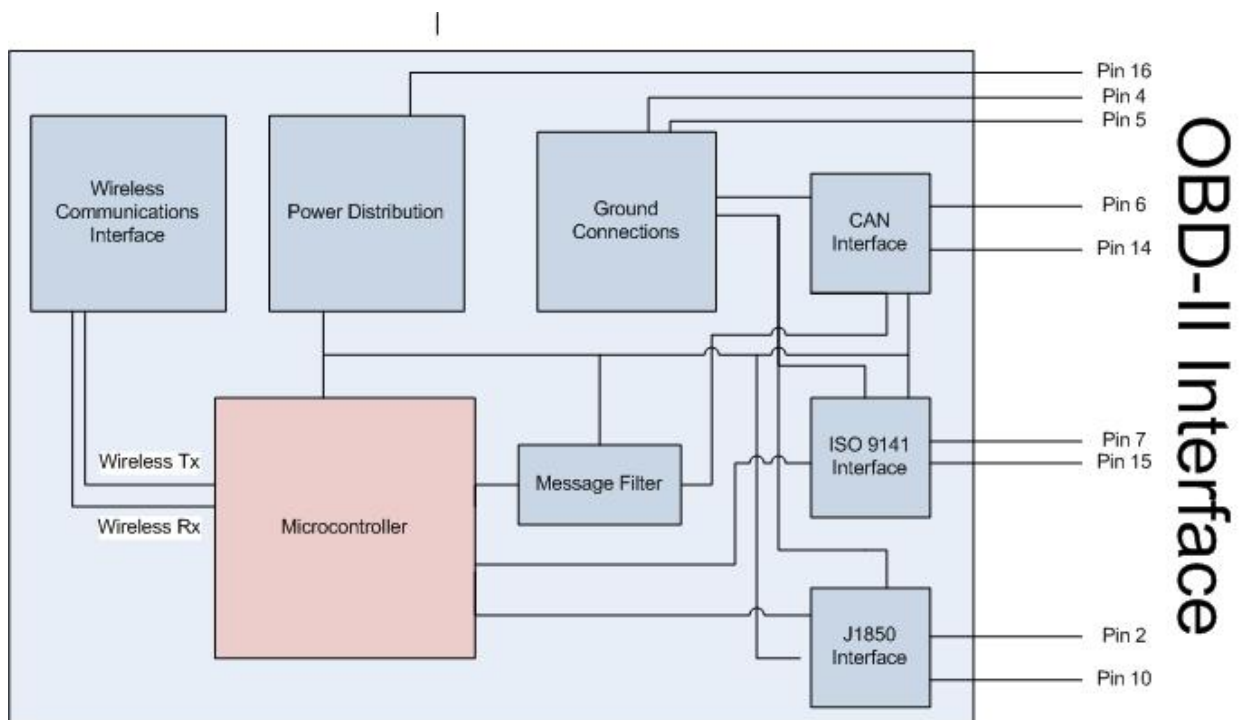 Pin 16
Pin 4
Pin 5
Wireless
Communications
Interface
Power Distribution
Ground
Connections
CAN
Interface
Pin 6
Pin 14
OBD-II Interface
Wireless Tx
Wireless Rx
Microcontroller
Message Filter
ISO 9141
Interface
Pin 7
Pin 15
J1850
Interface
Pin 2
Pin 10